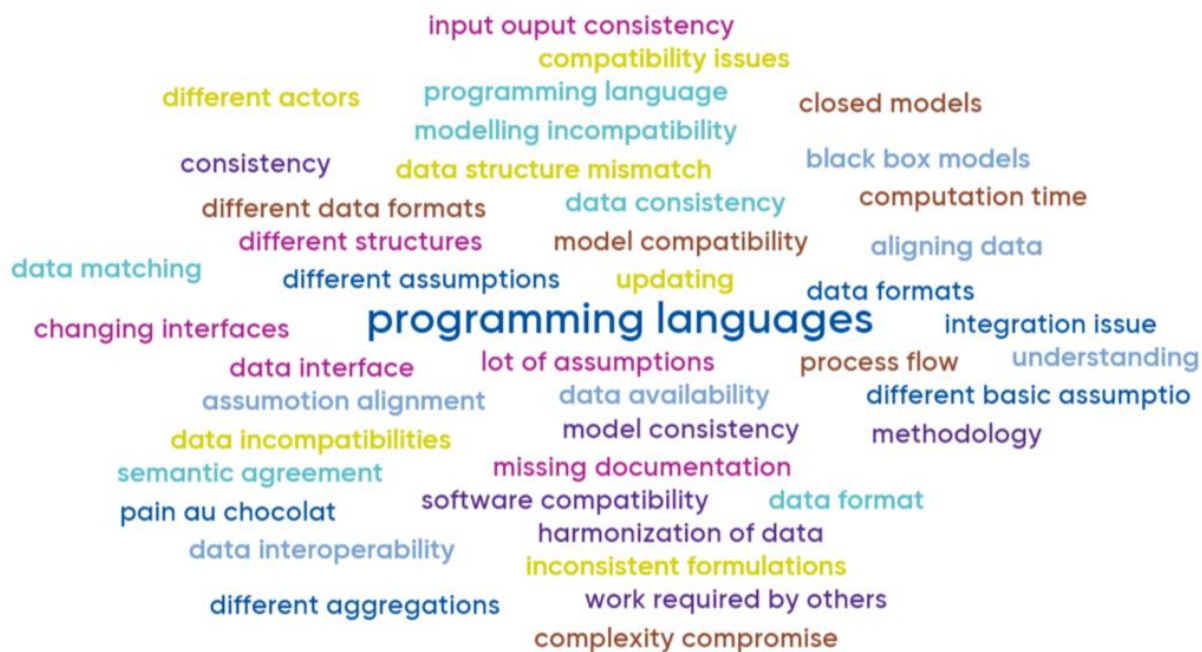 input ouput consistency
compatibility issues
different actors
programming language
closed models
modelling incompatibility
consistency
data structure mismatch
black box models
different data formats
data consistency
computation time
different structures
model compatibility
aligning data
data matching
different assumptions
updating
data formats
changing interfaces
programming languages
integration issue
data interface
lot of assumptions
process flow
understanding
assumotion alignment
data availability
different basic assumptio
data incompatibilities
model consistency
methodology
semantic agreement
missing documentation
pain au chocolat
software compatibility
data format
data interoperability
harmonization of data
inconsistent formulations
different aggregations
work required by others
complexity compromise